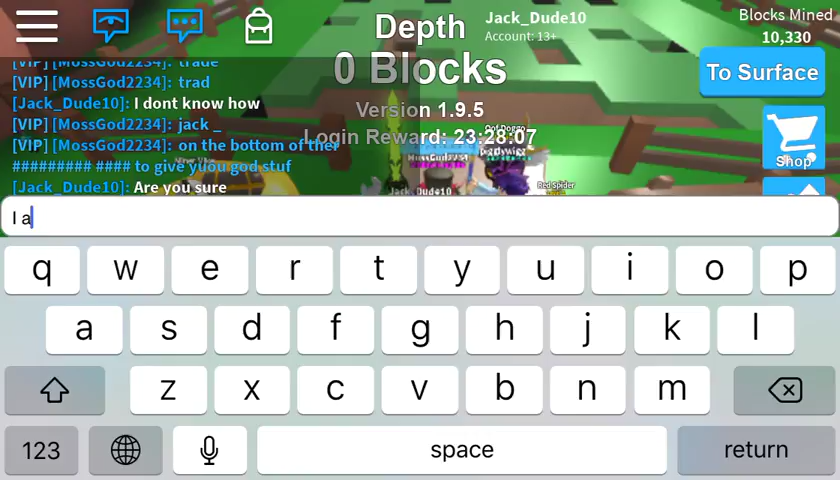 Depth
0 Blocks
Version 1.9.5
Login Reward: 23:28:07
Jack_Dude10
Account: 13+
Blocks Mined
10,330
To Surface
Shop
[VIP] [MossGod2234]: trade
[VIP] [MossGod2234]: trad
[Jack_Dude10]: I dont know how
[VIP] [MossGod2234]: jack _
[VIP] [MossGod2234]: on the bottom of ther
######### #### to give yuou god stuf
[Jack_Dude10]: Are you sure
MossGod2234
Jack_Dude10
Red Spider
I a
q w e r t y u i o p
a s d f g h j k l
z x c v b n m
123 space return